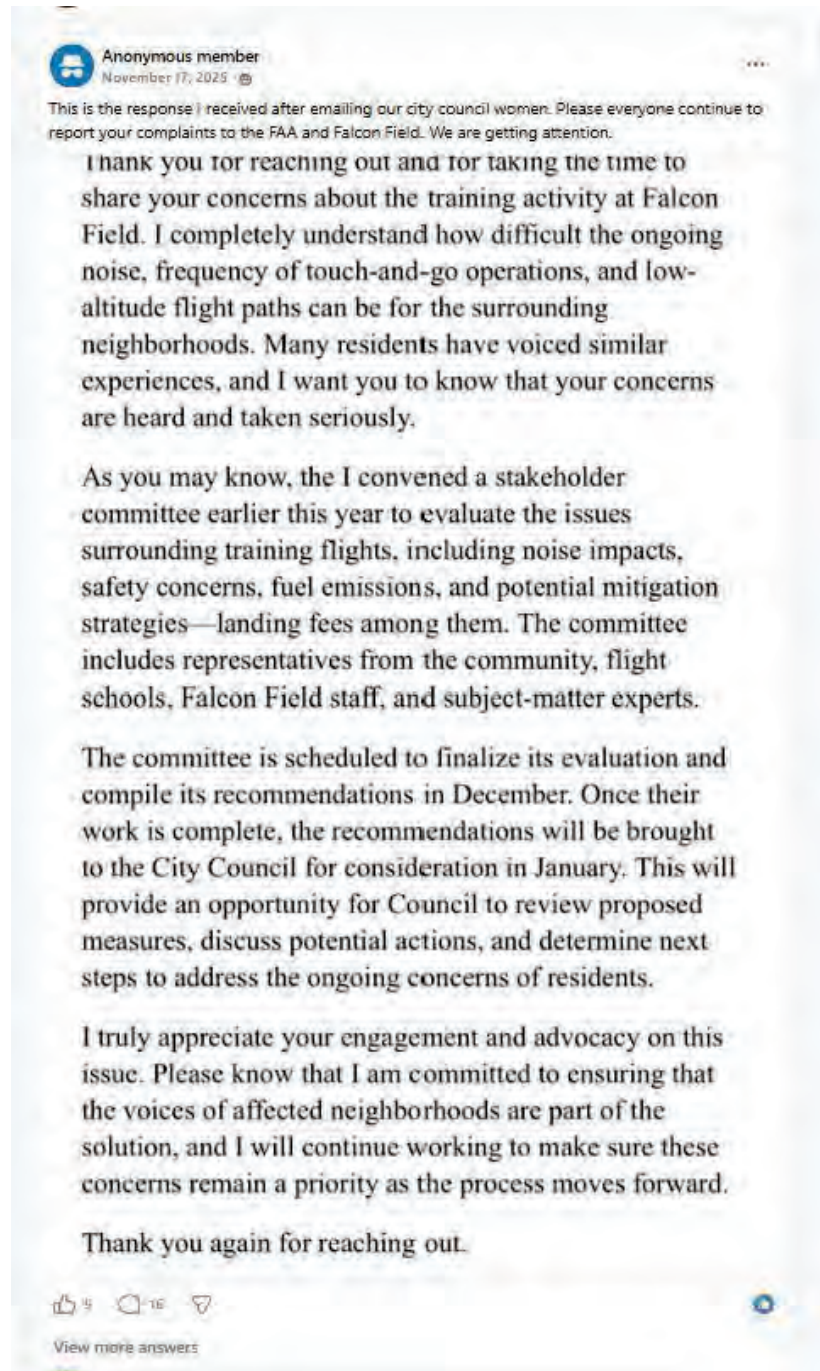 Anonymous member
November 17, 2025
This is the response I received after emailing our city council women. Please everyone continue to
report your complaints to the FAA and Falcon Field. We are getting attention.
Thank you for reaching out and for taking the time to
share your concerns about the training activity at Falcon
Field. I completely understand how difficult the ongoing
noise, frequency of touch-and-go operations, and low-
altitude flight paths can be for the surrounding
neighborhoods. Many residents have voiced similar
experiences, and I want you to know that your concerns
are heard and taken seriously.
As you may know, the I convened a stakeholder
committee earlier this year to evaluate the issues
surrounding training flights, including noise impacts,
safety concerns, fuel emissions, and potential mitigation
strategies—landing fees among them. The committee
includes representatives from the community, flight
schools, Falcon Field staff, and subject-matter experts.
The committee is scheduled to finalize its evaluation and
compile its recommendations in December. Once their
work is complete, the recommendations will be brought
to the City Council for consideration in January. This will
provide an opportunity for Council to review proposed
measures, discuss potential actions, and determine next
steps to address the ongoing concerns of residents.
I truly appreciate your engagement and advocacy on this
issue. Please know that I am committed to ensuring that
the voices of affected neighborhoods are part of the
solution, and I will continue working to make sure these
concerns remain a priority as the process moves forward.
Thank you again for reaching out.
16
View more answers